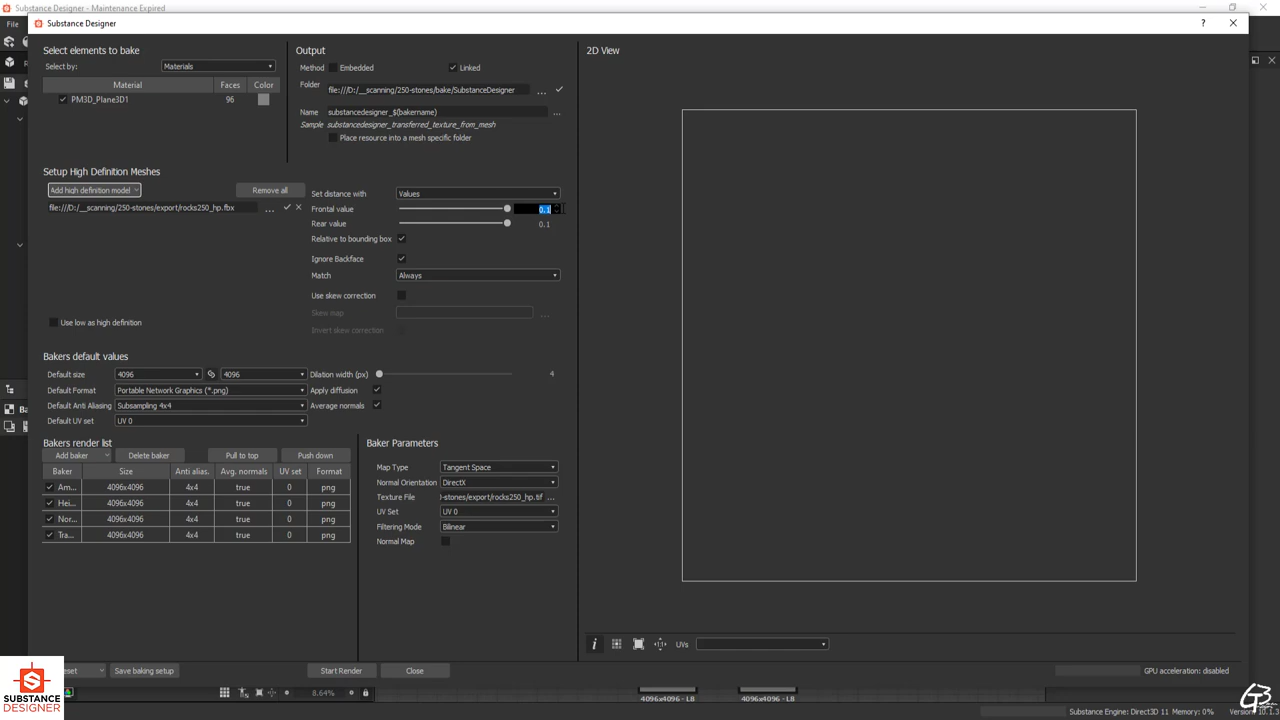 Substance Designer - Maintenance Expired
File
Substance Designer
?
Select elements to bake
Select by: Materials
Material Faces Color
PM3D_Plane3D1 96
Output
Method Embedded Linked
Folder file:///D:/__scanning/250-stones/bake/SubstanceDesigner ...
Name substancedesigner_$(bakername) ...
Sample substancedesigner_transferred_texture_from_mesh
Place resource into a mesh specific folder
2D View
Setup High Definition Meshes
Add high definition model Remove all
file:///D:/__scanning/250-stones/export/rocks250_hp.fbx ...
Use low as high definition
Set distance with Values
Frontal value 0.1
Rear value 0.1
Relative to bounding box
Ignore Backface
Match Always
Use skew correction
Skew map ...
Invert skew correction
Bakers default values
Default size 4096 4096 Dilation width (px) 4
Default Format Portable Network Graphics (*.png) Apply diffusion
Default Anti Aliasing Subsampling 4x4 Average normals
Default UV set UV 0
Bakers render list
Add baker Delete baker Pull to top Push down
Baker Size Anti alias. Avg. normals UV set Format
Am... 4096x4096 4x4 true 0 png
Hei... 4096x4096 4x4 true 0 png
Nor... 4096x4096 4x4 true 0 png
Tra... 4096x4096 4x4 true 0 png
Baker Parameters
Map Type Tangent Space
Normal Orientation DirectX
Texture File )-stones/export/rocks250_hp.tif ...
UV Set UV 0
Filtering Mode Bilinear
Normal Map
i UVs
eset Save baking setup Start Render Close
GPU acceleration: disabled
8.64%
4096x4096 - L8 4096x4096 - L8
Substance Engine: Direct3D 11 Memory: 0% Version: 10.1.3
SUBSTANCE
DESIGNER